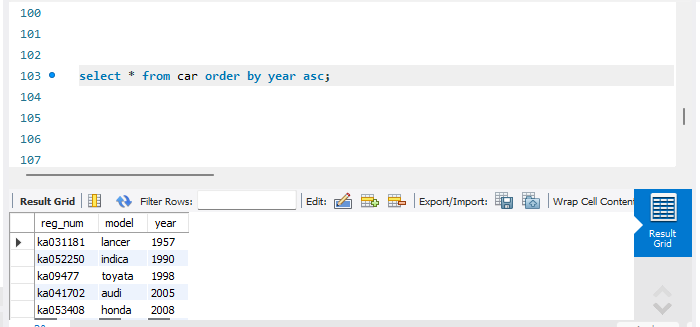 100
101
102
103 select * from car order by year asc;
104
105
106
107
Result Grid Filter Rows: Edit: Export/Import: Wrap Cell Conten
reg_num model year
ka031181 lancer 1957
ka052250 indica 1990
ka09477 toyata 1998
ka041702 audi 2005
ka053408 honda 2008
Result
Grid